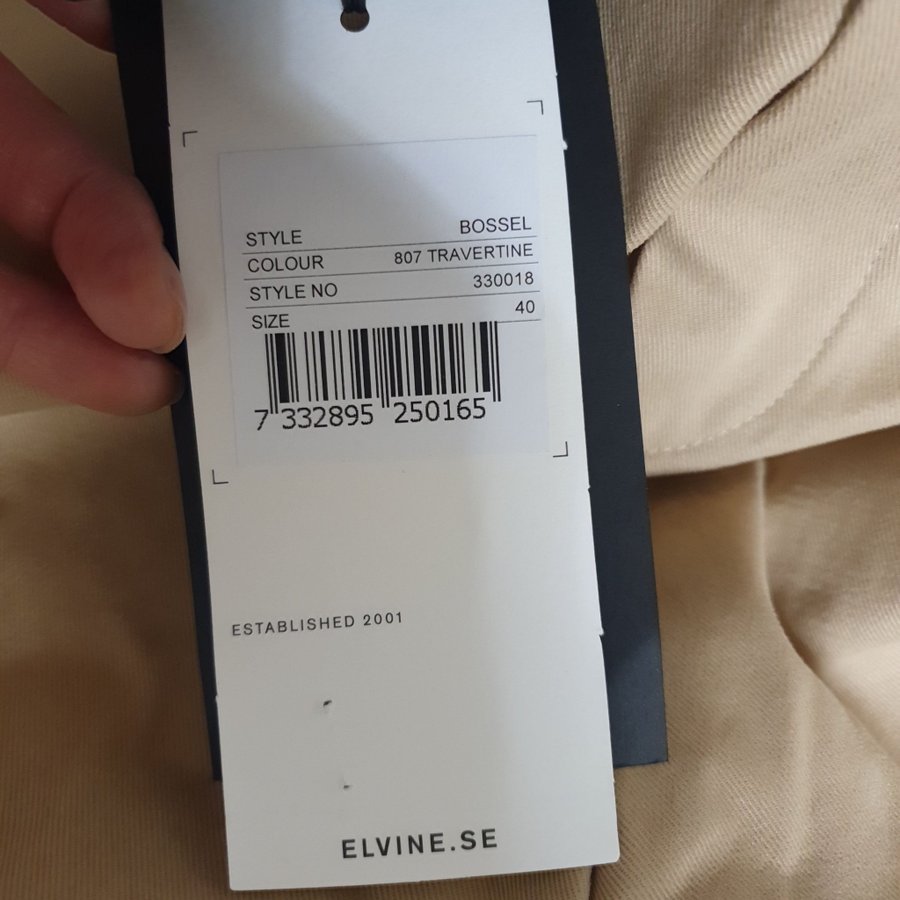 STYLE BOSSEL
COLOUR 807 TRAVERTINE
STYLE NO 330018
SIZE 40
7 332895 250165
ESTABLISHED 2001
ELVINE.SE